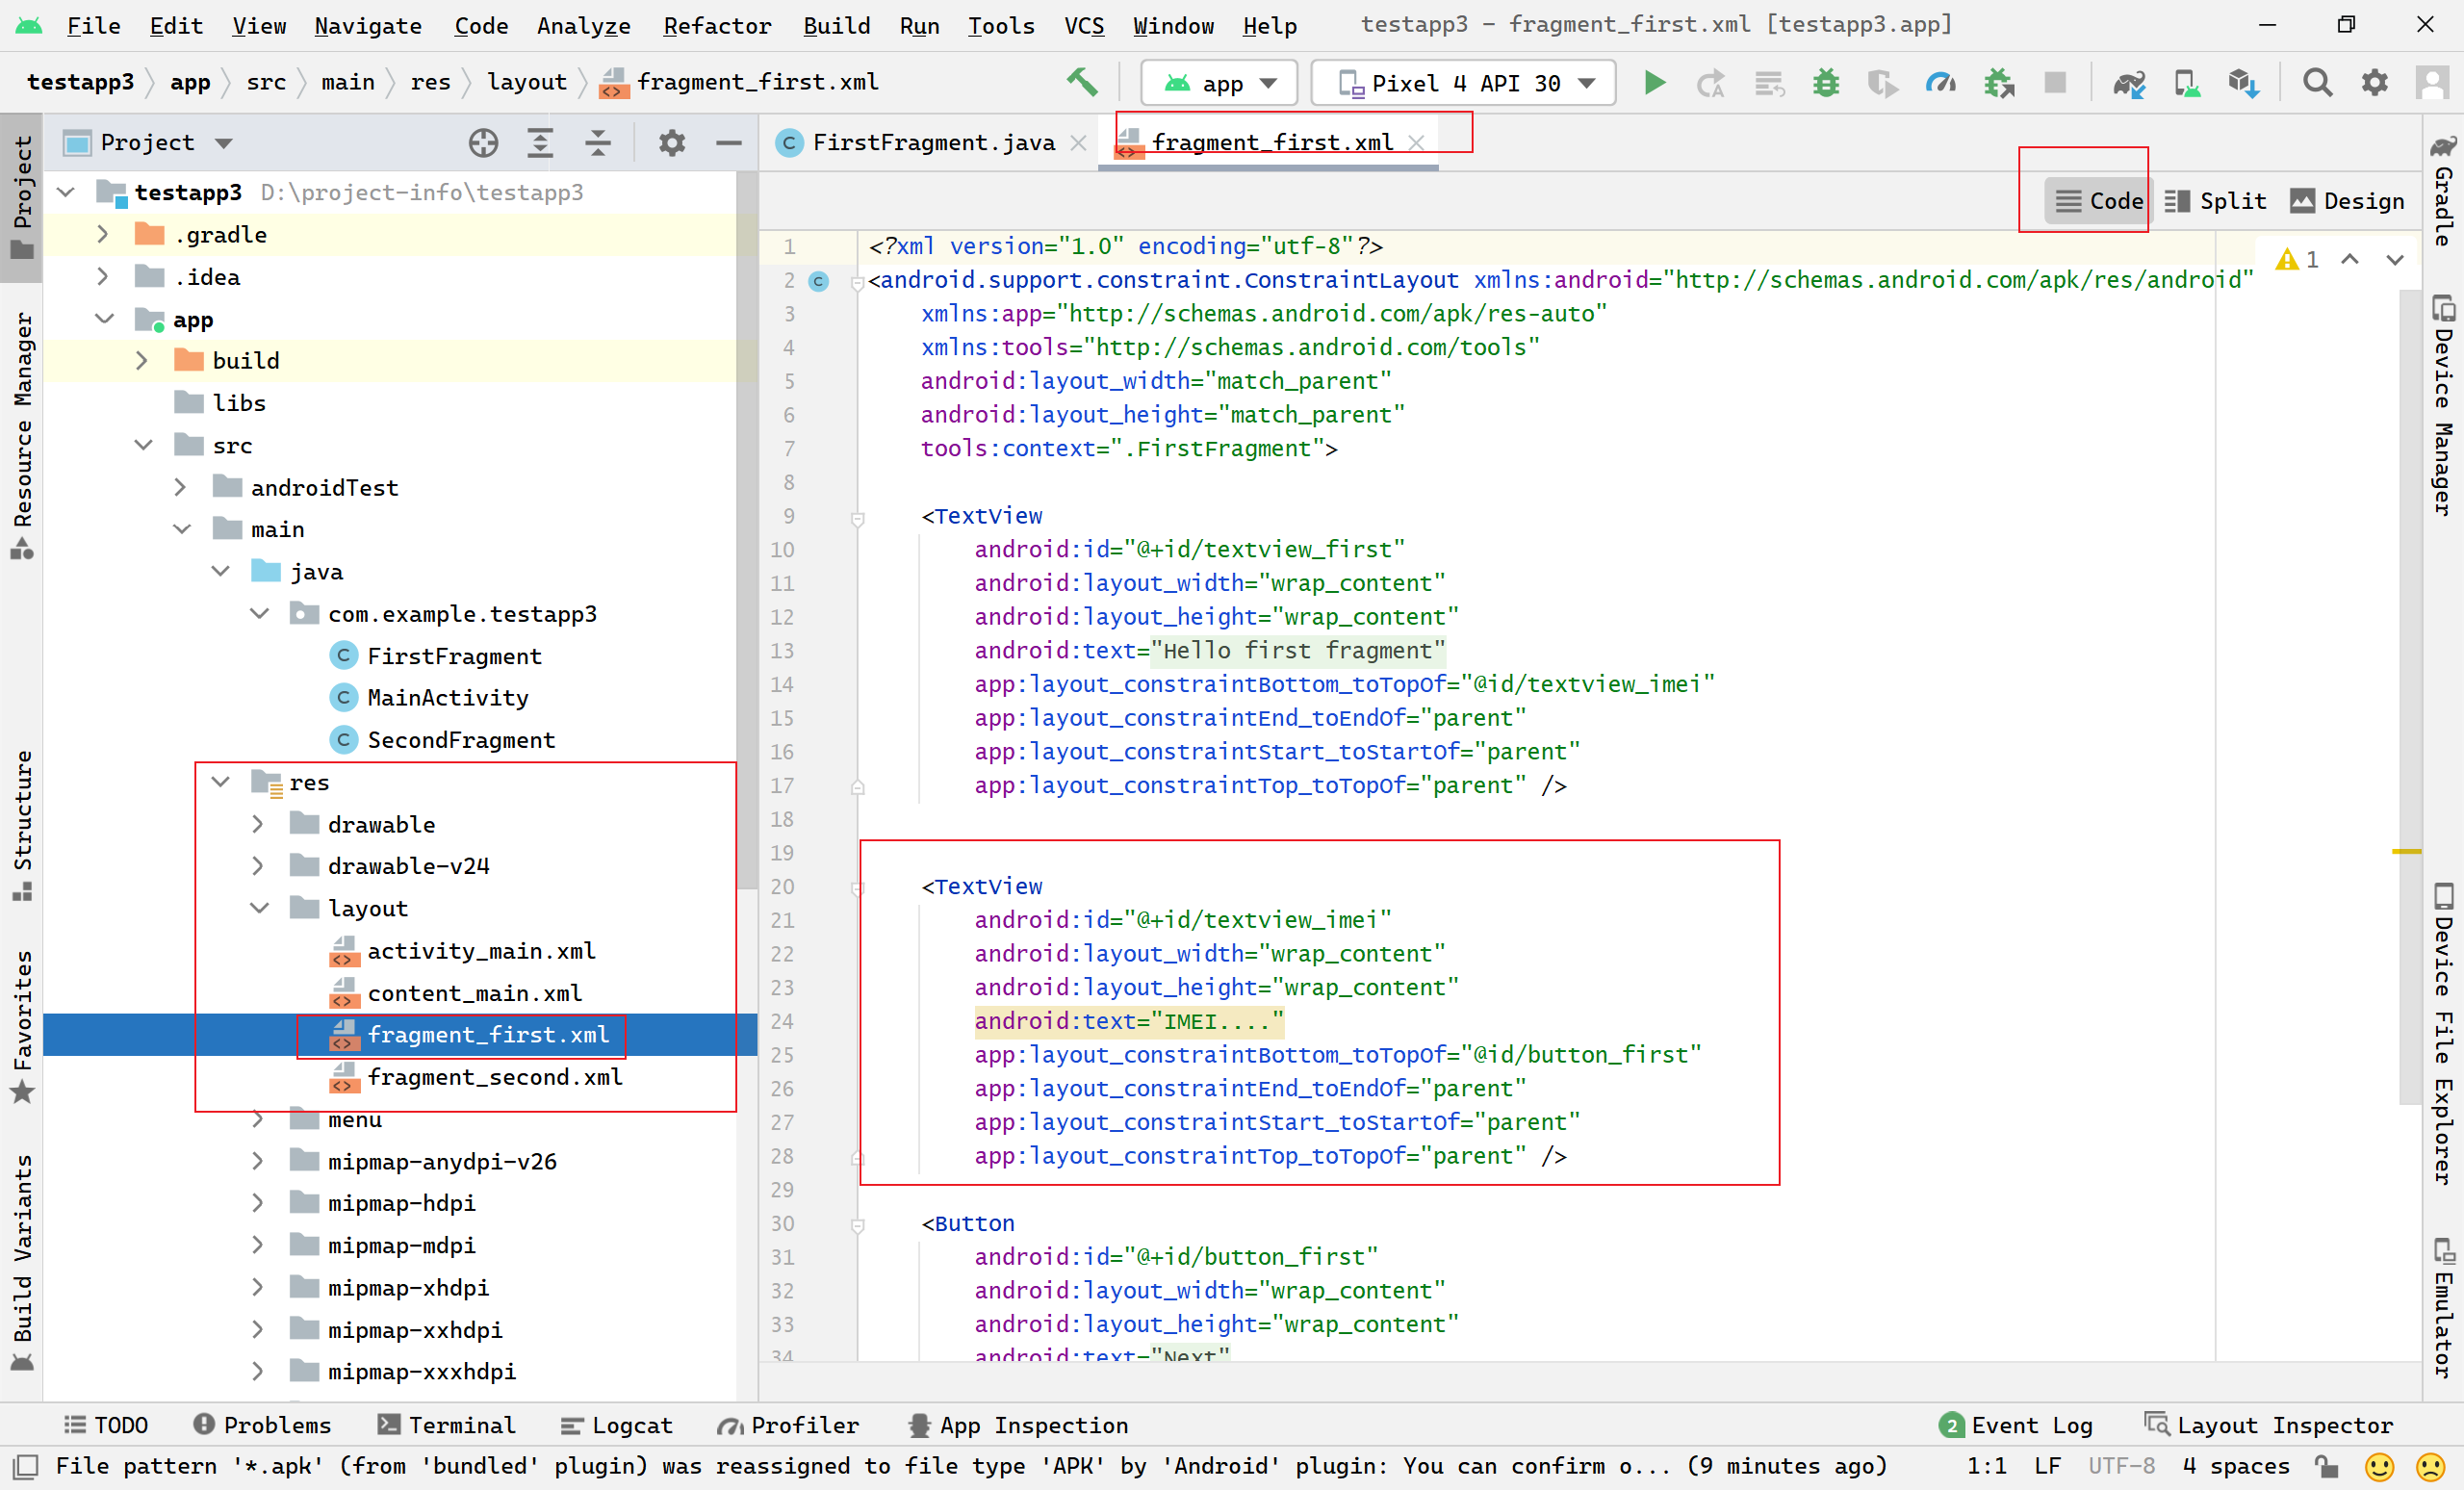 File Edit View Navigate Code Analyze Refactor Build Run Tools VCS Window Help testapp3 - fragment_first.xml [testapp3.app]
testapp3 app src main res layout fragment_first.xml app Pixel 4 API 30
Project
FirstFragment.java fragment_first.xml
Code Split Design
Project
Resource Manager
Structure
Favorites
Build Variants
testapp3 D:\project-info\testapp3
.gradle
.idea
app
build
libs
src
androidTest
main
java
com.example.testapp3
FirstFragment
MainActivity
SecondFragment
res
drawable
drawable-v24
layout
activity_main.xml
content_main.xml
fragment_first.xml
fragment_second.xml
menu
mipmap-anydpi-v26
mipmap-hdpi
mipmap-mdpi
mipmap-xhdpi
mipmap-xxhdpi
mipmap-xxxhdpi
1 <?xml version="1.0" encoding="utf-8"?>
2 <android.support.constraint.ConstraintLayout xmlns:android="http://schemas.android.com/apk/res/android"
3 xmlns:app="http://schemas.android.com/apk/res-auto"
4 xmlns:tools="http://schemas.android.com/tools"
5 android:layout_width="match_parent"
6 android:layout_height="match_parent"
7 tools:context=".FirstFragment">
8
9 <TextView
10 android:id="@+id/textview_first"
11 android:layout_width="wrap_content"
12 android:layout_height="wrap_content"
13 android:text="Hello first fragment"
14 app:layout_constraintBottom_toTopOf="@id/textview_imei"
15 app:layout_constraintEnd_toEndOf="parent"
16 app:layout_constraintStart_toStartOf="parent"
17 app:layout_constraintTop_toTopOf="parent" />
18
19
20 <TextView
21 android:id="@+id/textview_imei"
22 android:layout_width="wrap_content"
23 android:layout_height="wrap_content"
24 android:text="IMEI...."
25 app:layout_constraintBottom_toTopOf="@id/button_first"
26 app:layout_constraintEnd_toEndOf="parent"
27 app:layout_constraintStart_toStartOf="parent"
28 app:layout_constraintTop_toTopOf="parent" />
29
30 <Button
31 android:id="@+id/button_first"
32 android:layout_width="wrap_content"
33 android:layout_height="wrap_content"
34 android:text="Next"
1
Gradle
Device Manager
Device File Explorer
Emulator
TODO Problems Terminal Logcat Profiler App Inspection 2 Event Log Layout Inspector
File pattern '*.apk' (from 'bundled' plugin) was reassigned to file type 'APK' by 'Android' plugin: You can confirm o... (9 minutes ago) 1:1 LF UTF-8 4 spaces